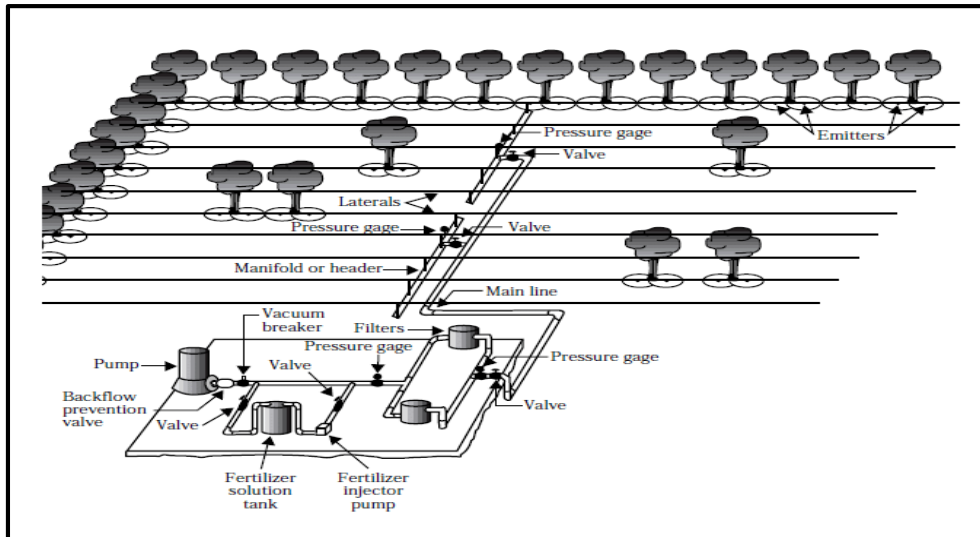 Pressure gage
Emitters
Valve
Laterals
Pressure gage
Valve
Manifold or header
Main line
Vacuum
breaker
Filters
Pressure gage
Pressure gage
Pump
Valve
Backflow
prevention
valve
Valve
Valve
Fertilizer
solution
tank
Fertilizer
injector
pump